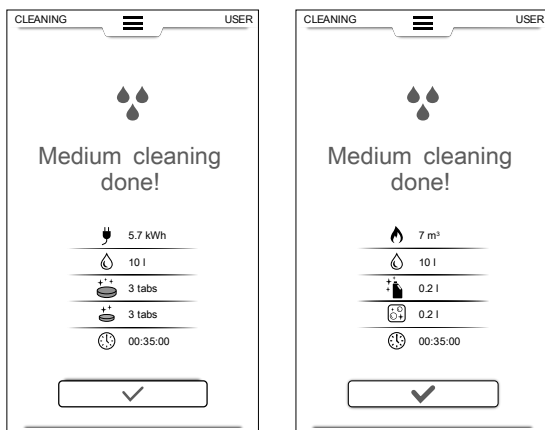 CLEANING USER
Medium cleaning
done!
5.7 kWh
10 l
3 tabs
3 tabs
00:35:00
CLEANING USER
Medium cleaning
done!
7 m³
10 l
0.2 l
0.2 l
00:35:00